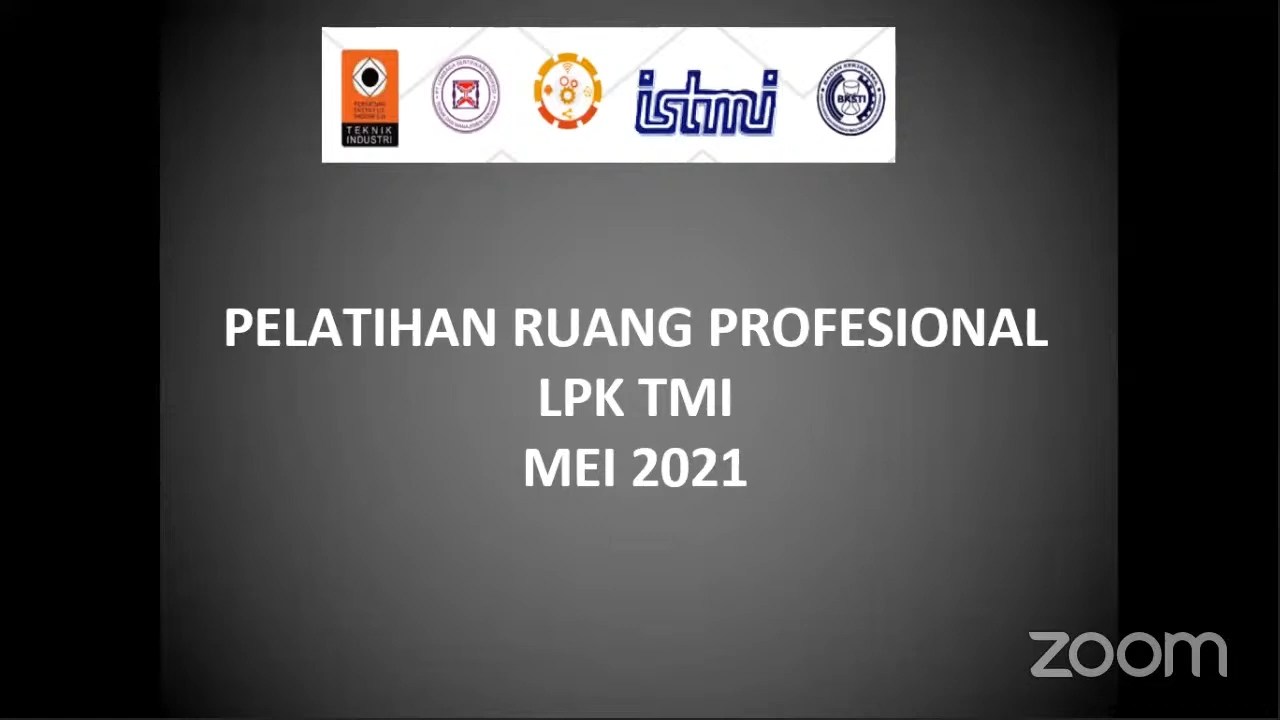 TEKNIK
INDUSTRI
istmi
BKSTI
PELATIHAN RUANG PROFESIONAL
LPK TMI
MEI 2021
zoom